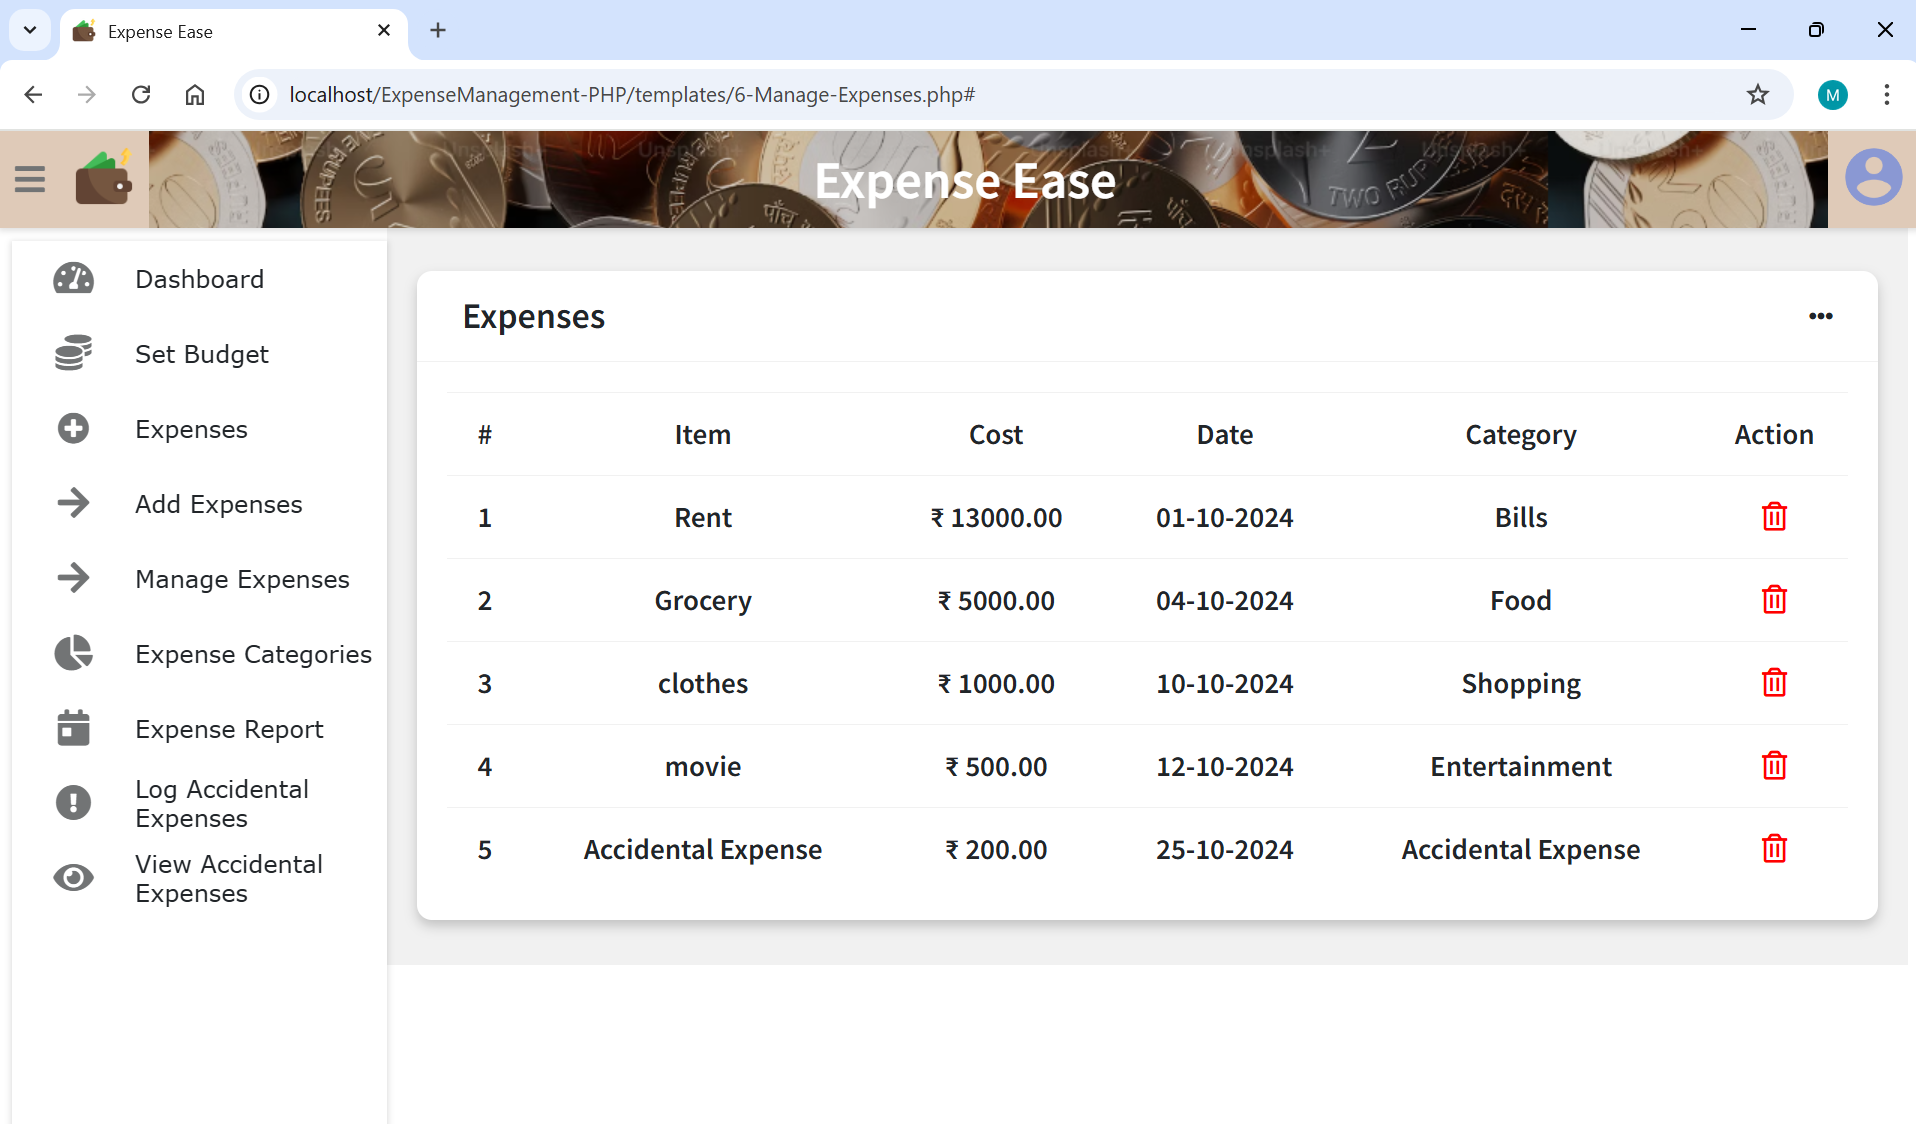 Expense Ease
localhost/ExpenseManagement-PHP/templates/6-Manage-Expenses.php#
M
Expense Ease
TWO RUP
पाँच
Unsplash+
Dashboard
Set Budget
Expenses
Add Expenses
Manage Expenses
Expense Categories
Expense Report
Log Accidental
Expenses
View Accidental
Expenses
Expenses
# Item Cost Date Category Action
1 Rent ₹ 13000.00 01-10-2024 Bills
2 Grocery ₹ 5000.00 04-10-2024 Food
3 clothes ₹ 1000.00 10-10-2024 Shopping
4 movie ₹ 500.00 12-10-2024 Entertainment
5 Accidental Expense ₹ 200.00 25-10-2024 Accidental Expense